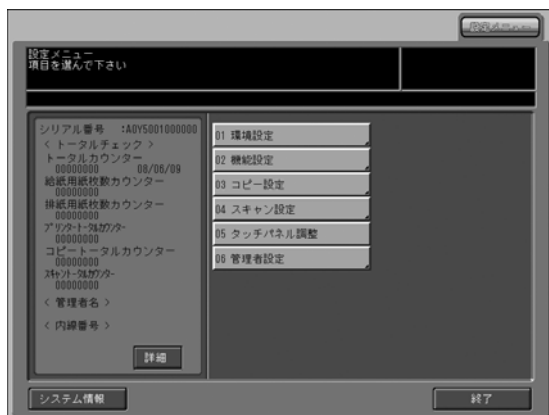 設定メニュー
設定メニュー
項目を選んで下さい
シリアル番号 :A0Y5001000000
< トータルチェック >
トータルカウンター
00000000 08/06/09
給紙用紙枚数カウンター
00000000
排紙用紙枚数カウンター
00000000
プリンタートータルカウンター
00000000
コピートータルカウンター
00000000
スキャントータルカウンター
00000000
< 管理者名 >
< 内線番号 >
詳細
01 環境設定
02 機能設定
03 コピー設定
04 スキャン設定
05 タッチパネル調整
06 管理者設定
システム情報
終了